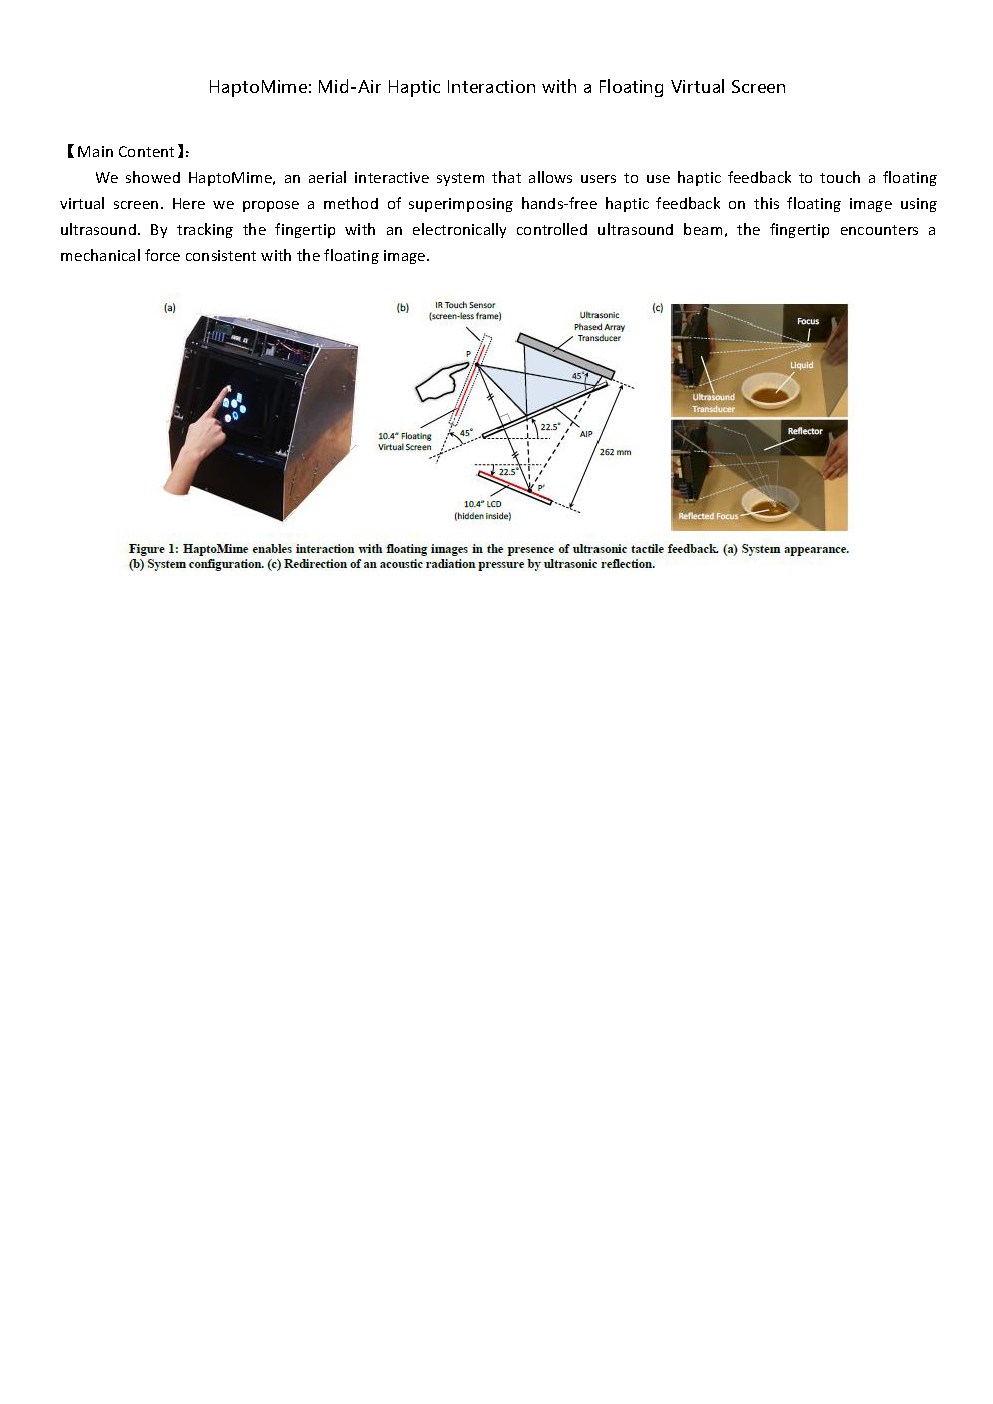 HaptoMime: Mid-Air Haptic Interaction with a Floating Virtual Screen
【Main Content】:
We showed HaptoMime, an aerial interactive system that allows users to use haptic feedback to touch a floating
virtual screen. Here we propose a method of superimposing hands-free haptic feedback on this floating image using
ultrasound. By tracking the fingertip with an electronically controlled ultrasound beam, the fingertip encounters a
mechanical force consistent with the floating image.
(a)
(b)
IR Touch Sensor
(screen-less frame)
P
Ultrasonic
Phased Array
Transducer
45°
10.4” Floating
Virtual Screen
45°
22.5°
AIP
262 mm
22.5°
P’
10.4” LCD
(hidden inside)
(c)
Focus
Liquid
Ultrasound
Transducer
Reflector
Reflected Focus
Figure 1: HaptoMime enables interaction with floating images in the presence of ultrasonic tactile feedback. (a) System appearance.
(b) System configuration. (c) Redirection of an acoustic radiation pressure by ultrasonic reflection.